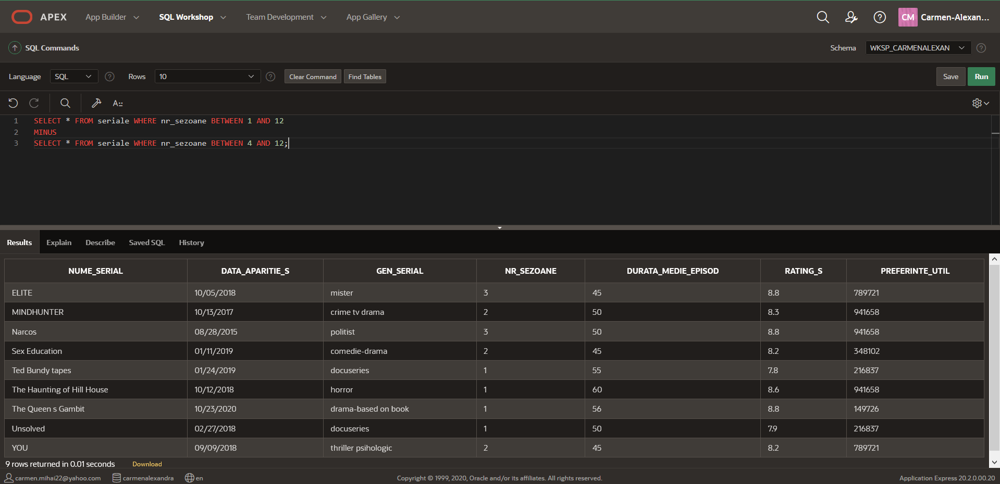 APEX App Builder SQL Workshop Team Development App Gallery CM Carmen-Alexan...
SQL Commands Schema WKSP_CARMENALEXAN
Language SQL Rows 10 Clear Command Find Tables Save Run
A::
1 SELECT * FROM seriale WHERE nr_sezoane BETWEEN 1 AND 12
2 MINUS
3 SELECT * FROM seriale WHERE nr_sezoane BETWEEN 4 AND 12;
Results Explain Describe Saved SQL History
NUME_SERIAL DATA_APARITIE_S GEN_SERIAL NR_SEZOANE DURATA_MEDIE_EPISOD RATING_S PREFERINTE_UTIL
ELITE 10/05/2018 mister 3 45 8.8 789721
MINDHUNTER 10/13/2017 crime tv drama 2 50 8.3 941658
Narcos 08/28/2015 politist 3 50 8.8 941658
Sex Education 01/11/2019 comedie-drama 2 45 8.2 348102
Ted Bundy tapes 01/24/2019 docuseries 1 55 7.8 216837
The Haunting of Hill House 10/12/2018 horror 1 60 8.6 941658
The Queen s Gambit 10/23/2020 drama-based on book 1 56 8.8 149726
Unsolved 02/27/2018 docuseries 1 50 7.9 216837
YOU 09/09/2018 thriller psihologic 2 45 8.2 789721
9 rows returned in 0.01 seconds Download
carmen.mihai22@yahoo.com carmenalexandra en Copyright © 1999, 2020, Oracle and/or its affiliates. All rights reserved. Application Express 20.2.0.00.20